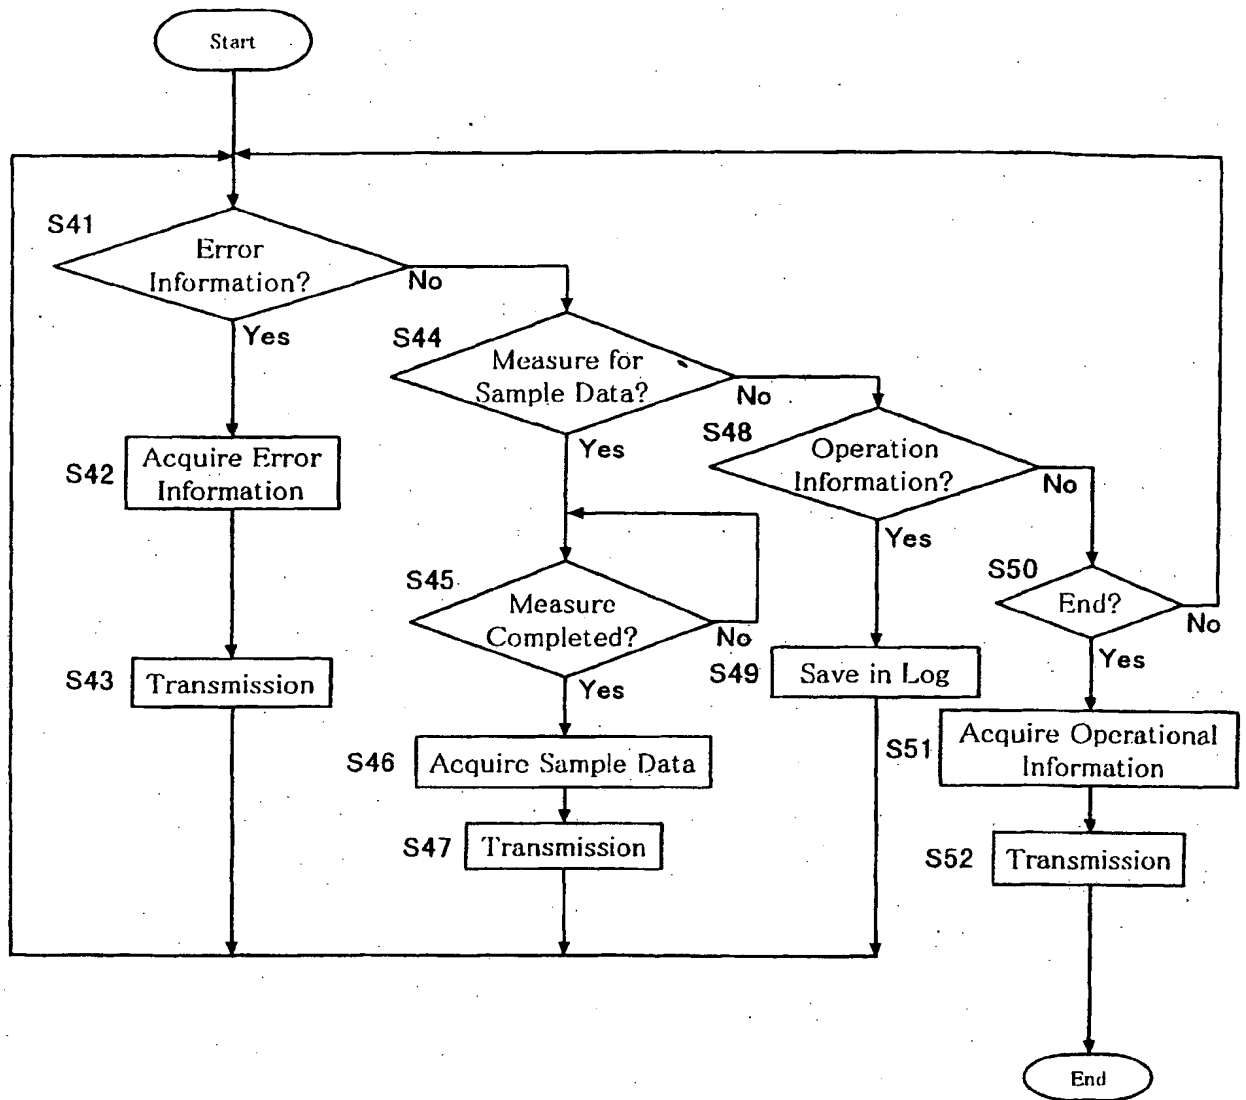 Start
S41
Error
Information?
No
Yes
S44
Measure for
Sample Data?
No
Yes
S42
Acquire Error
Information
S48
Operation
Information?
No
Yes
S45
Measure
Completed?
No
Yes
S50
End?
No
Yes
S43
Transmission
S49
Save in Log
S46
Acquire Sample Data
S51
Acquire Operational
Information
S47
Transmission
S52
Transmission
End